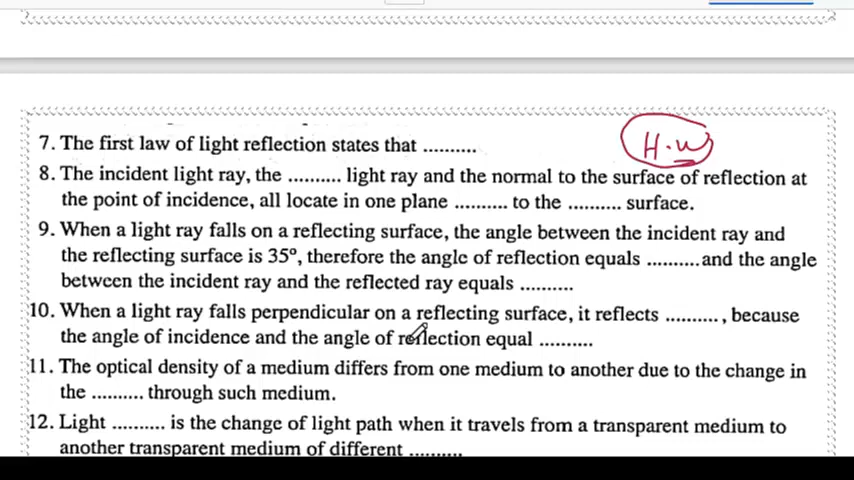 7. The first law of light reflection states that ..........
H.W
8. The incident light ray, the .......... light ray and the normal to the surface of reflection at
the point of incidence, all locate in one plane .......... to the .......... surface.
9. When a light ray falls on a reflecting surface, the angle between the incident ray and
the reflecting surface is 35º, therefore the angle of reflection equals ..........and the angle
between the incident ray and the reflected ray equals ..........
10. When a light ray falls perpendicular on a reflecting surface, it reflects .........., because
the angle of incidence and the angle of reflection equal ..........
11. The optical density of a medium differs from one medium to another due to the change in
the .......... through such medium.
12. Light .......... is the change of light path when it travels from a transparent medium to
another transparent medium of different ..........